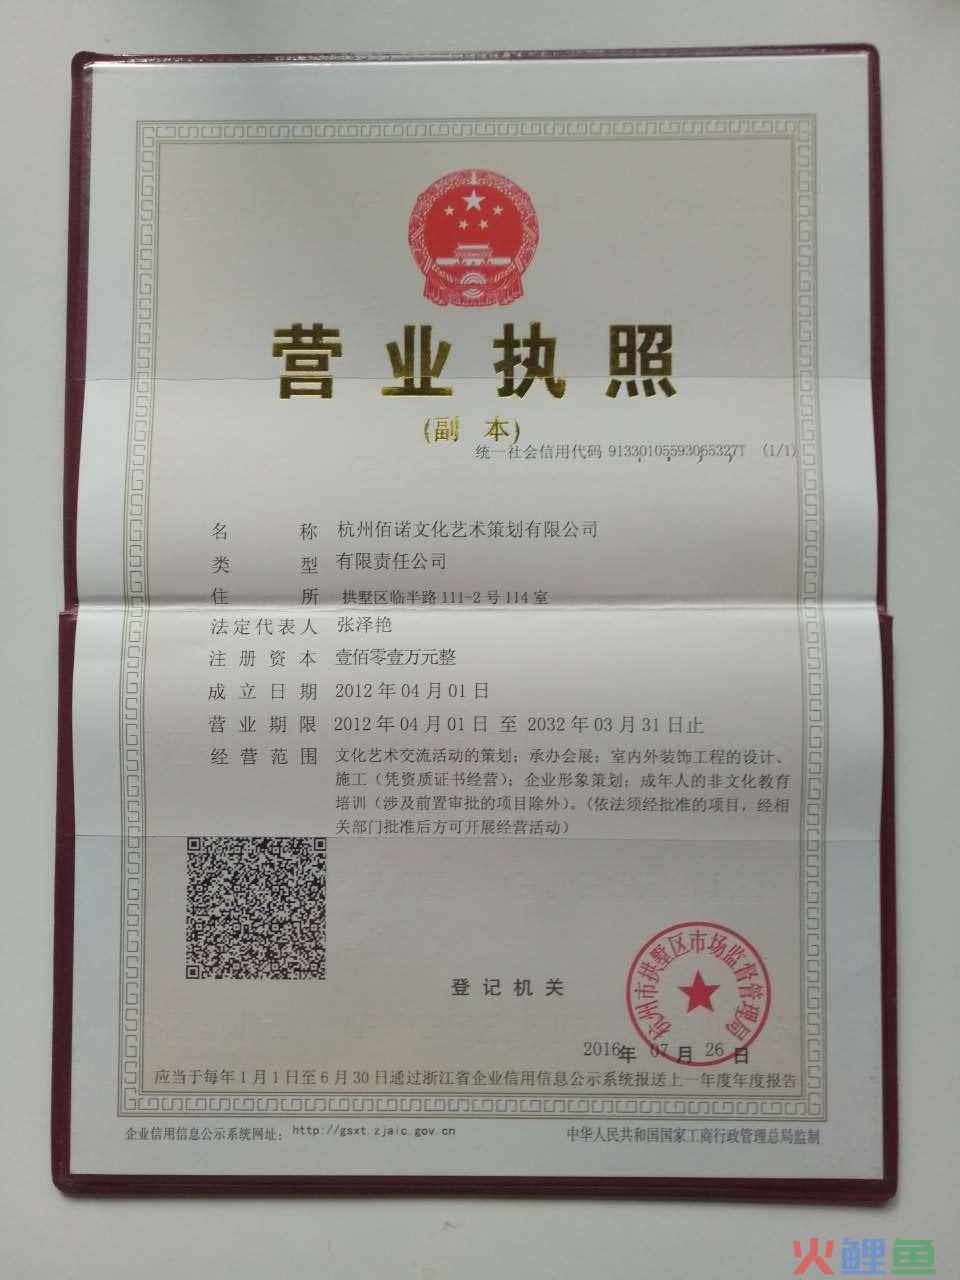 营业执照
(副 本)
统一社会信用代码 91330105593065327T (1/1)
名 称 杭州佰诺文化艺术策划有限公司
类 型 有限责任公司
住 所 拱墅区临半路111-2号114室
法定代表人 张泽艳
注册资本 壹佰零壹万元整
成立日期 2012年04月01日
营业期限 2012年04月01日 至 2032年03月31日止
经营范围 文化艺术交流活动的策划；承办会展；室内外装饰工程的设计、
施工（凭资质证书经营）；企业形象策划；成年人的非文化教育
培训（涉及前置审批的项目除外）。（依法须经批准的项目，经相
关部门批准后方可开展经营活动）
杭州市拱墅区市场监督管理局
登记机关
2016年 07月 26日
应当于每年1月1日至6月30日通过浙江省企业信用信息公示系统报送上一年度年度报告
企业信用信息公示系统网址： http://gsxt.zjaic.gov.cn 中华人民共和国国家工商行政管理总局监制
火鲤鱼